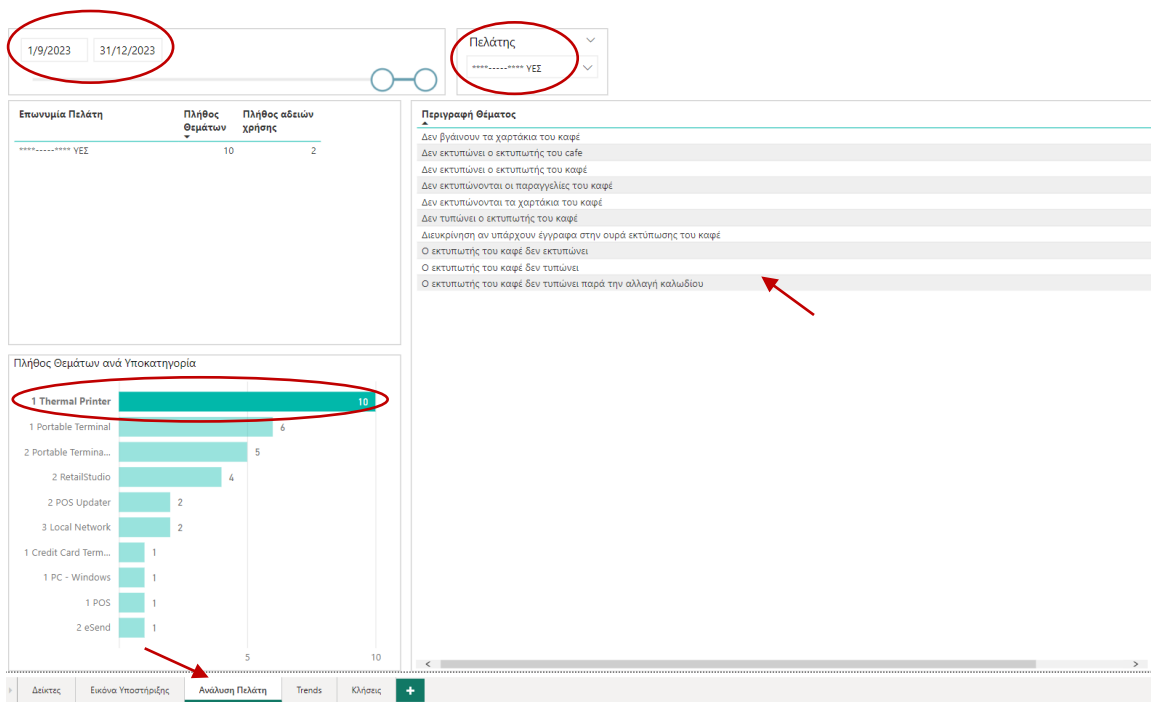 1/9/2023 31/12/2023
Πελάτης
****-----**** ΥΕΣ
Επωνυμία Πελάτη
Πλήθος Θεμάτων
Πλήθος αδειών χρήσης
****-----**** ΥΕΣ 10 2
Περιγραφή Θέματος
Δεν βγάινουν τα χαρτάκια του καφέ
Δεν εκτυπώνει ο εκτυπωτής του cafe
Δεν εκτυπώνει ο εκτυπωτής του καφέ
Δεν εκτυπώνονται οι παραγγελίες του καφέ
Δεν εκτυπώνονται τα χαρτάκια του καφέ
Δεν τυπώνει ο εκτυπωτής του καφέ
Διευκρίνηση αν υπάρχουν έγγραφα στην ουρά εκτύπωσης του καφέ
Ο εκτυπωτής του καφέ δεν εκτυπώνει
Ο εκτυπωτής του καφέ δεν τυπώνει
Ο εκτυπωτής του καφέ δεν τυπώνει παρά την αλλαγή καλωδίου
Πλήθος Θεμάτων ανά Υποκατηγορία
1 Thermal Printer 10
1 Portable Terminal 6
2 Portable Termina... 5
2 RetailStudio 4
2 POS Updater 2
3 Local Network 2
1 Credit Card Term... 1
1 PC - Windows 1
1 POS 1
2 eSend 1
5 10
Δείκτες Εικόνα Υποστήριξης Ανάλυση Πελάτη Trends Κλήσεις +